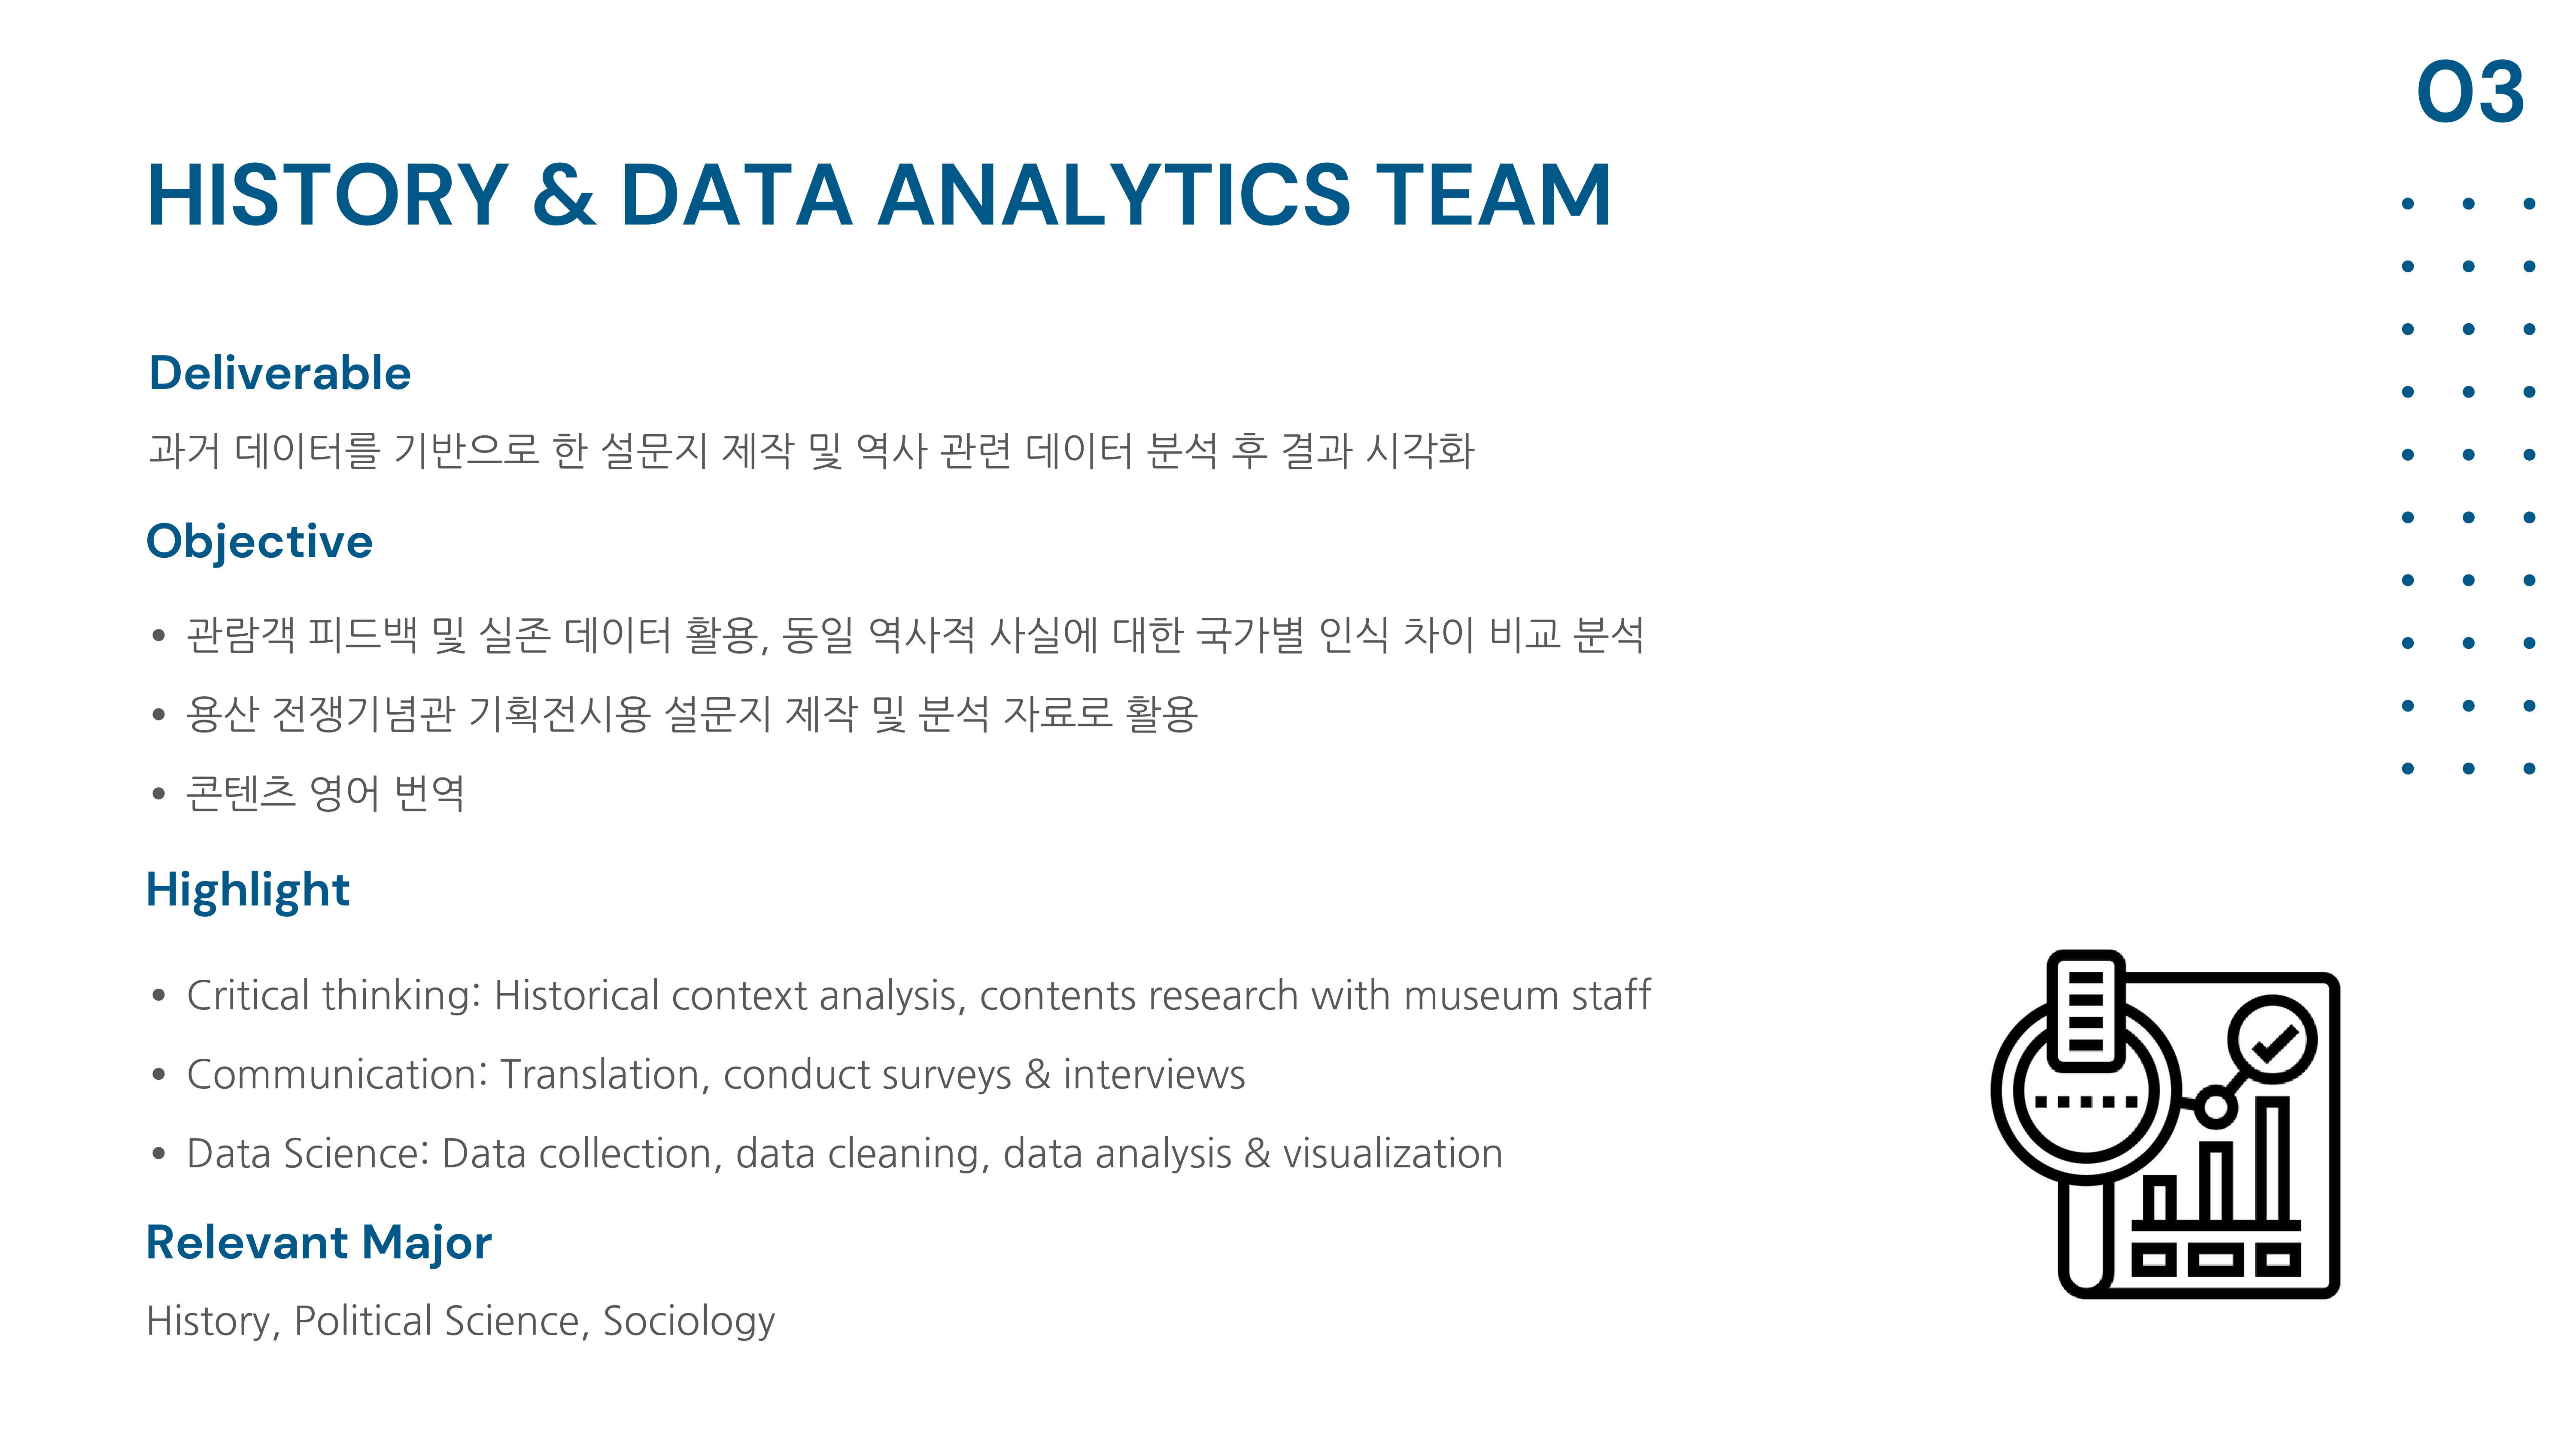 03
HISTORY & DATA ANALYTICS TEAM
Deliverable
과거 데이터를 기반으로 한 설문지 제작 및 역사 관련 데이터 분석 후 결과 시각화
Objective
• 관람객 피드백 및 실존 데이터 활용, 동일 역사적 사실에 대한 국가별 인식 차이 비교 분석
• 용산 전쟁기념관 기획전시용 설문지 제작 및 분석 자료로 활용
• 콘텐츠 영어 번역
Highlight
• Critical thinking: Historical context analysis, contents research with museum staff
• Communication: Translation, conduct surveys & interviews
• Data Science: Data collection, data cleaning, data analysis & visualization
Relevant Major
History, Political Science, Sociology